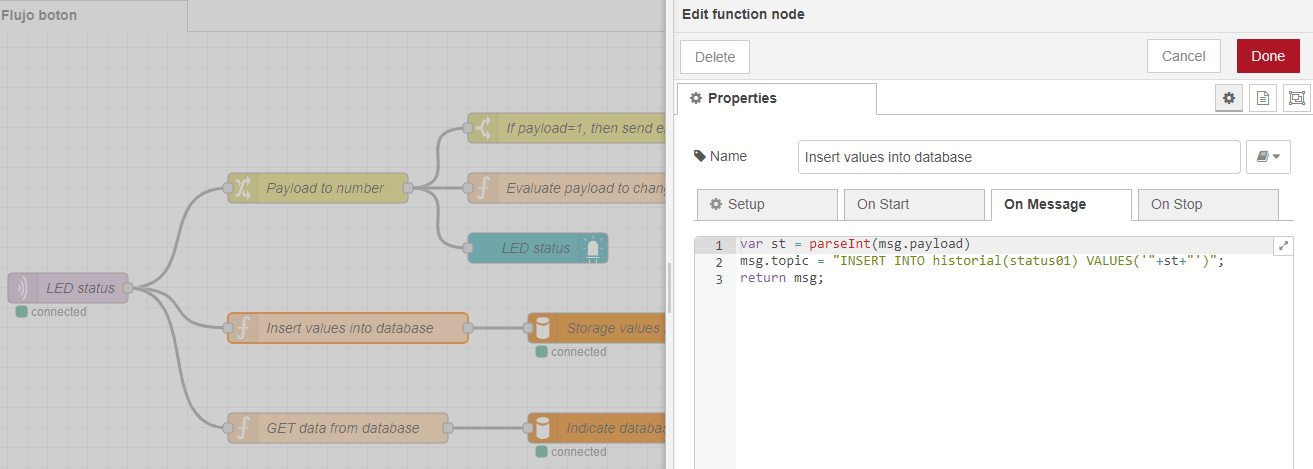 Flujo boton
If payload=1, then send e
Payload to number
Evaluate payload to chang
LED status
LED status
connected
Insert values into database
Storage values
connected
GET data from database
Indicate databas
connected
Edit function node
Delete
Cancel
Done
Properties
Name
Insert values into database
Setup
On Start
On Message
On Stop
1 var st = parseInt(msg.payload)
2 msg.topic = "INSERT INTO historial(status01) VALUES('"+st+"')";
3 return msg;